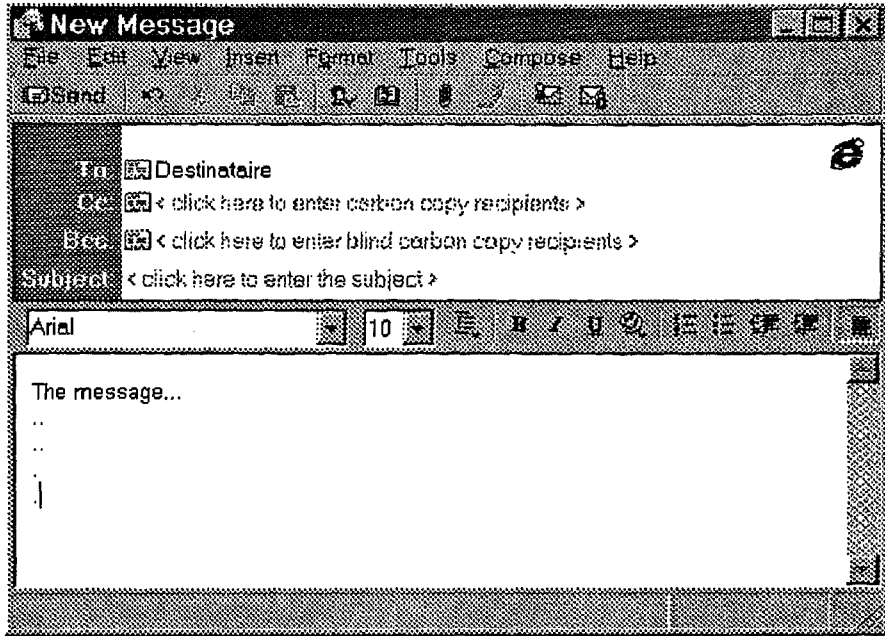 New Message
File Edit View Insert Format Tools Compose Help
Send
To Destinataire
Cc < click here to enter carbon copy recipients >
Bcc < click here to enter blind carbon copy recipients >
Subject < click here to enter the subject >
Arial 10 B I U
The message...
..
..
.
.